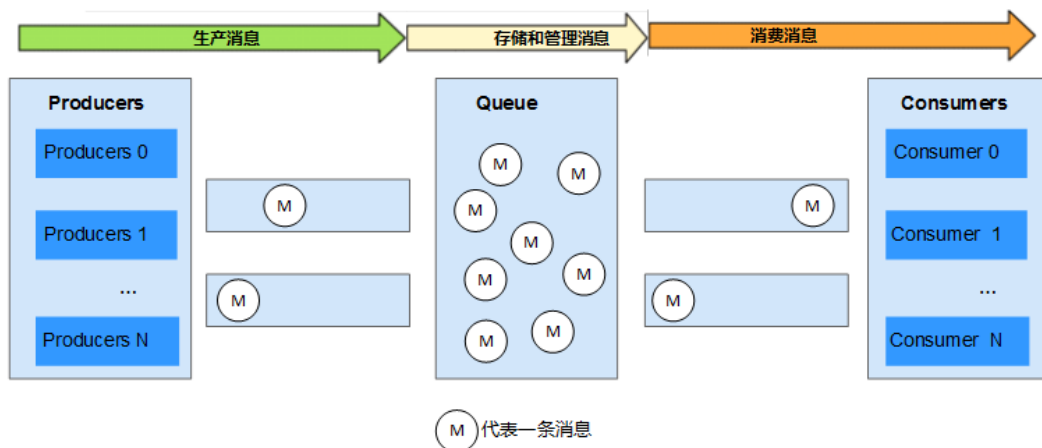 生产消息
存储和管理消息
消费消息
Producers
Queue
Consumers
Producers 0
Consumer 0
M
M
M
M
M
Producers 1
M
Consumer 1
M
M
...
M
M
M
...
Producers N
M
M
Consumer N
M 代表一条消息